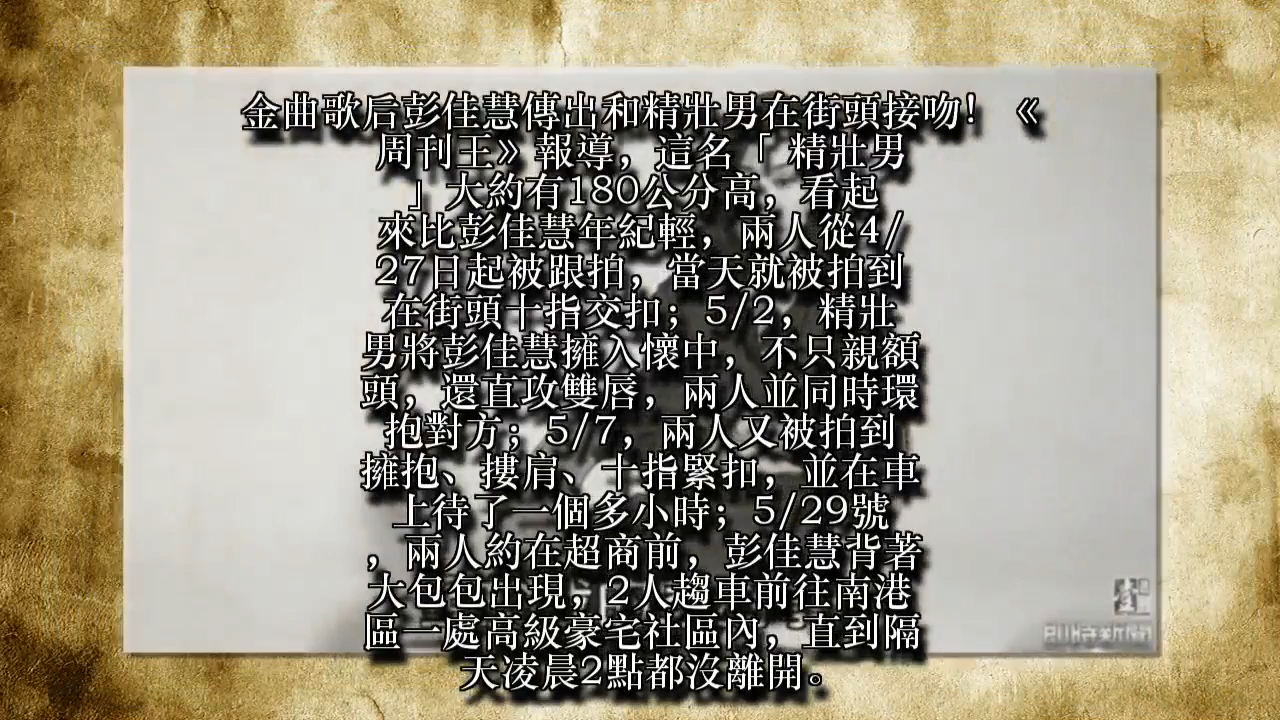 金曲歌后彭佳慧傳出和精壯男在街頭接吻！《
周刊王》報導，這名「 精壯男
」大約有180公分高，看起
來比彭佳慧年紀輕，兩人從4/
27日起被跟拍，當天就被拍到
在街頭十指交扣；5/2，精壯
男將彭佳慧擁入懷中，不只親額
頭，還直攻雙唇，兩人並同時環
抱對方；5/7，兩人又被拍到
擁抱、摟肩、十指緊扣，並在車
上待了一個多小時；5/29號
，兩人約在超商前，彭佳慧背著
大包包出現，2人趨車前往南港
區一處高級豪宅社區內，直到隔
天凌晨2點都沒離開。